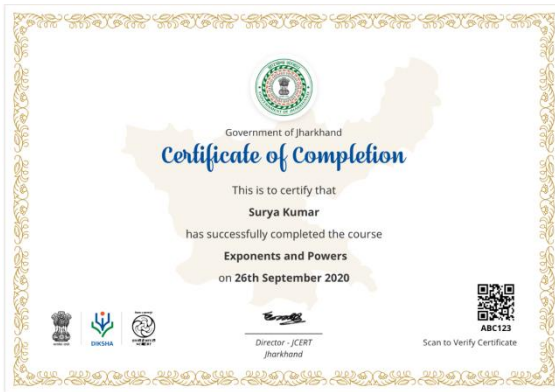 Government of Jharkhand
Certificate of Completion
This is to certify that
Surya Kumar
has successfully completed the course
Exponents and Powers
on 26th September 2020
DIKSHA
Director - JCERT
Jharkhand
ABC123
Scan to Verify Certificate